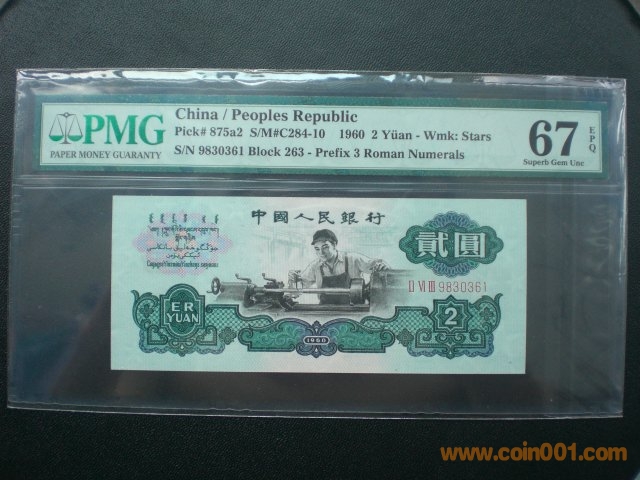 PMG
PAPER MONEY GUARANTY
China / Peoples Republic
Pick# 875a2 S/M#C284-10 1960 2 Yüan - Wmk: Stars
S/N 9830361 Block 263 - Prefix 3 Roman Numerals
67 EPQ
Superb Gem Unc
中國人民銀行
貳圓
II VI III 9830361
ER
YUAN
2
1960
www.coin001.com